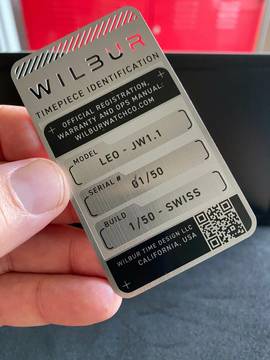 WILBUR
TIMEPIECE IDENTIFICATION
OFFICIAL REGISTRATION,
WARRANTY AND OPS MANUAL:
WILBURWATCHCO.COM
MODEL
LEO - JW1.1
SERIAL #
01/50
BUILD
1/50 - SWISS
WILBUR TIME DESIGN LLC
CALIFORNIA, USA